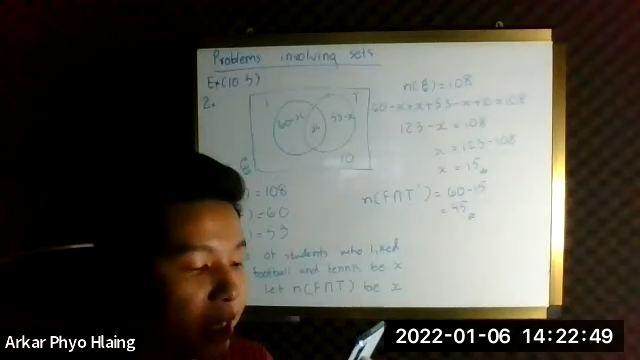 Problems involving sets
Ex(10.5)
2.
60-x
x
53-x
10
n(ξ) = 108
60-x+x+53-x+10=108
123-x=108
x = 123-108
x = 15
) = 108
) = 60
) = 53
n(F∩T') = 60-15
= 45
of students who liked
football and tennis be x
Let n(F∩T) be x
Arkar Phyo Hlaing
2022-01-06 14:22:49